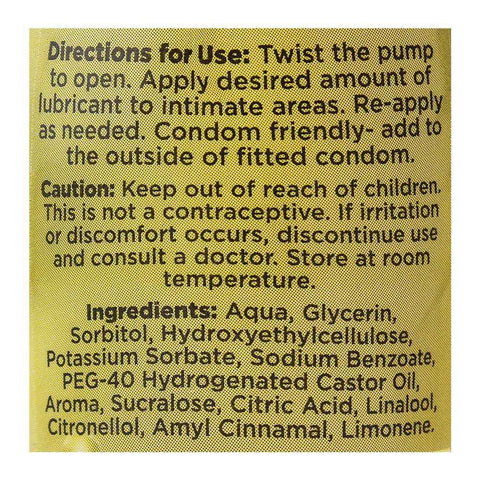 Directions for Use: Twist the pump
to open. Apply desired amount of
lubricant to intimate areas. Re-apply
as needed. Condom friendly- add to
the outside of fitted condom.
Caution: Keep out of reach of children.
This is not a contraceptive. If irritation
or discomfort occurs, discontinue use
and consult a doctor. Store at room
temperature.
Ingredients: Aqua, Glycerin,
Sorbitol, Hydroxyethylcellulose,
Potassium Sorbate, Sodium Benzoate,
PEG-40 Hydrogenated Castor Oil,
Aroma, Sucralose, Citric Acid, Linalool,
Citronellol, Amyl Cinnamal, Limonene.